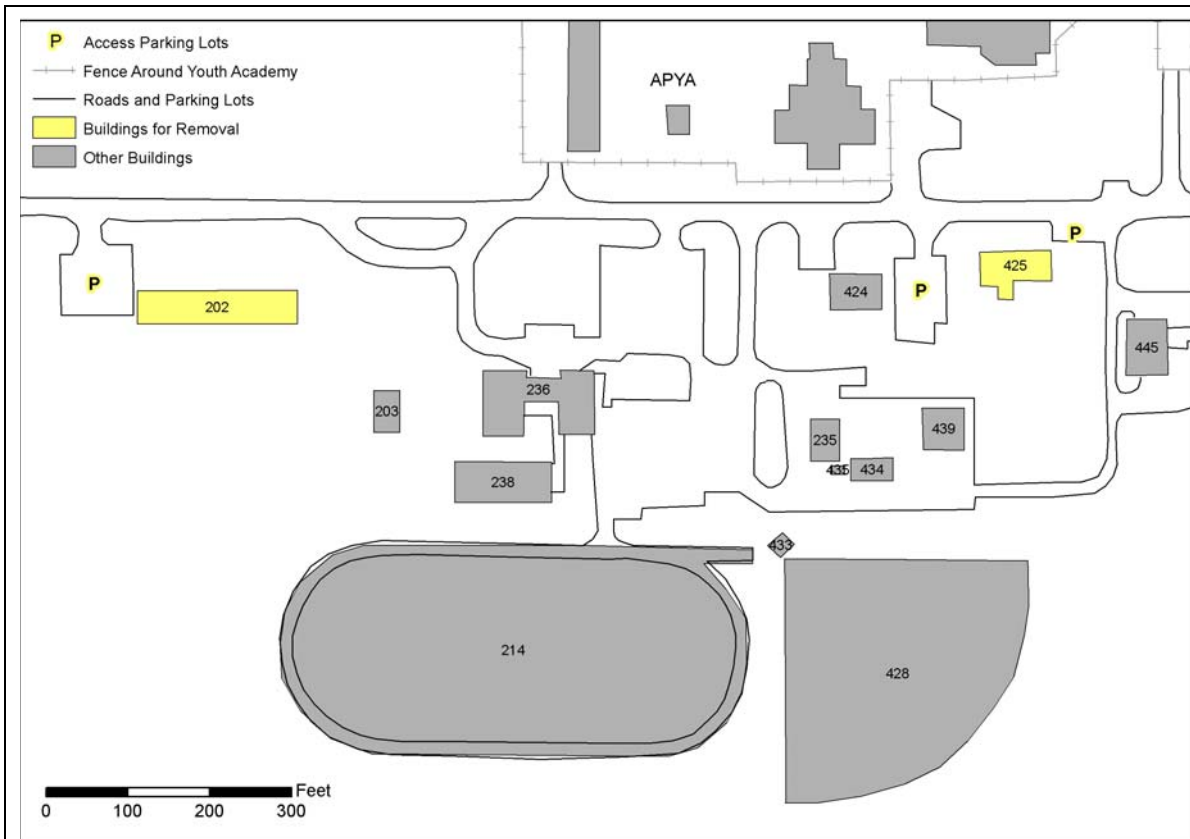 P Access Parking Lots
Fence Around Youth Academy
Roads and Parking Lots
Buildings for Removal
Other Buildings
APYA
P
P
425
P
424
202
445
236
203
235
439
434
238
433
214
428
Feet
0 100 200 300